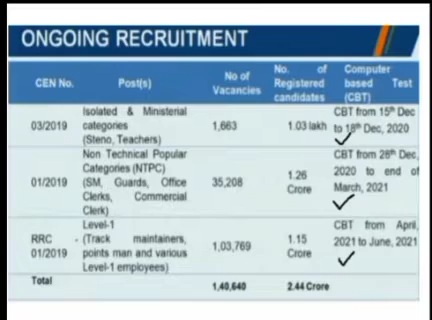 ONGOING RECRUITMENT
CEN No.
Post(s)
No of
Vacancies
No. of
Registered
candidates
Computer
based Test
(CBT)
03/2019
Isolated & Ministerial
categories
(Steno, Teachers)
1,663
1.03 lakh
CBT from 15th Dec
to 18th Dec, 2020
01/2019
Non Technical Popular
Categories (NTPC)
(SM, Guards, Office
Clerks, Commercial
Clerk)
35,208
1.26
Crore
CBT from 28th Dec,
2020 to end of
March, 2021
RRC -
01/2019
Level-1
(Track maintainers,
points man and various
Level-1 employees)
1,03,769
1.15
Crore
CBT from April,
2021 to June, 2021
Total
1,40,640
2.44 Crore